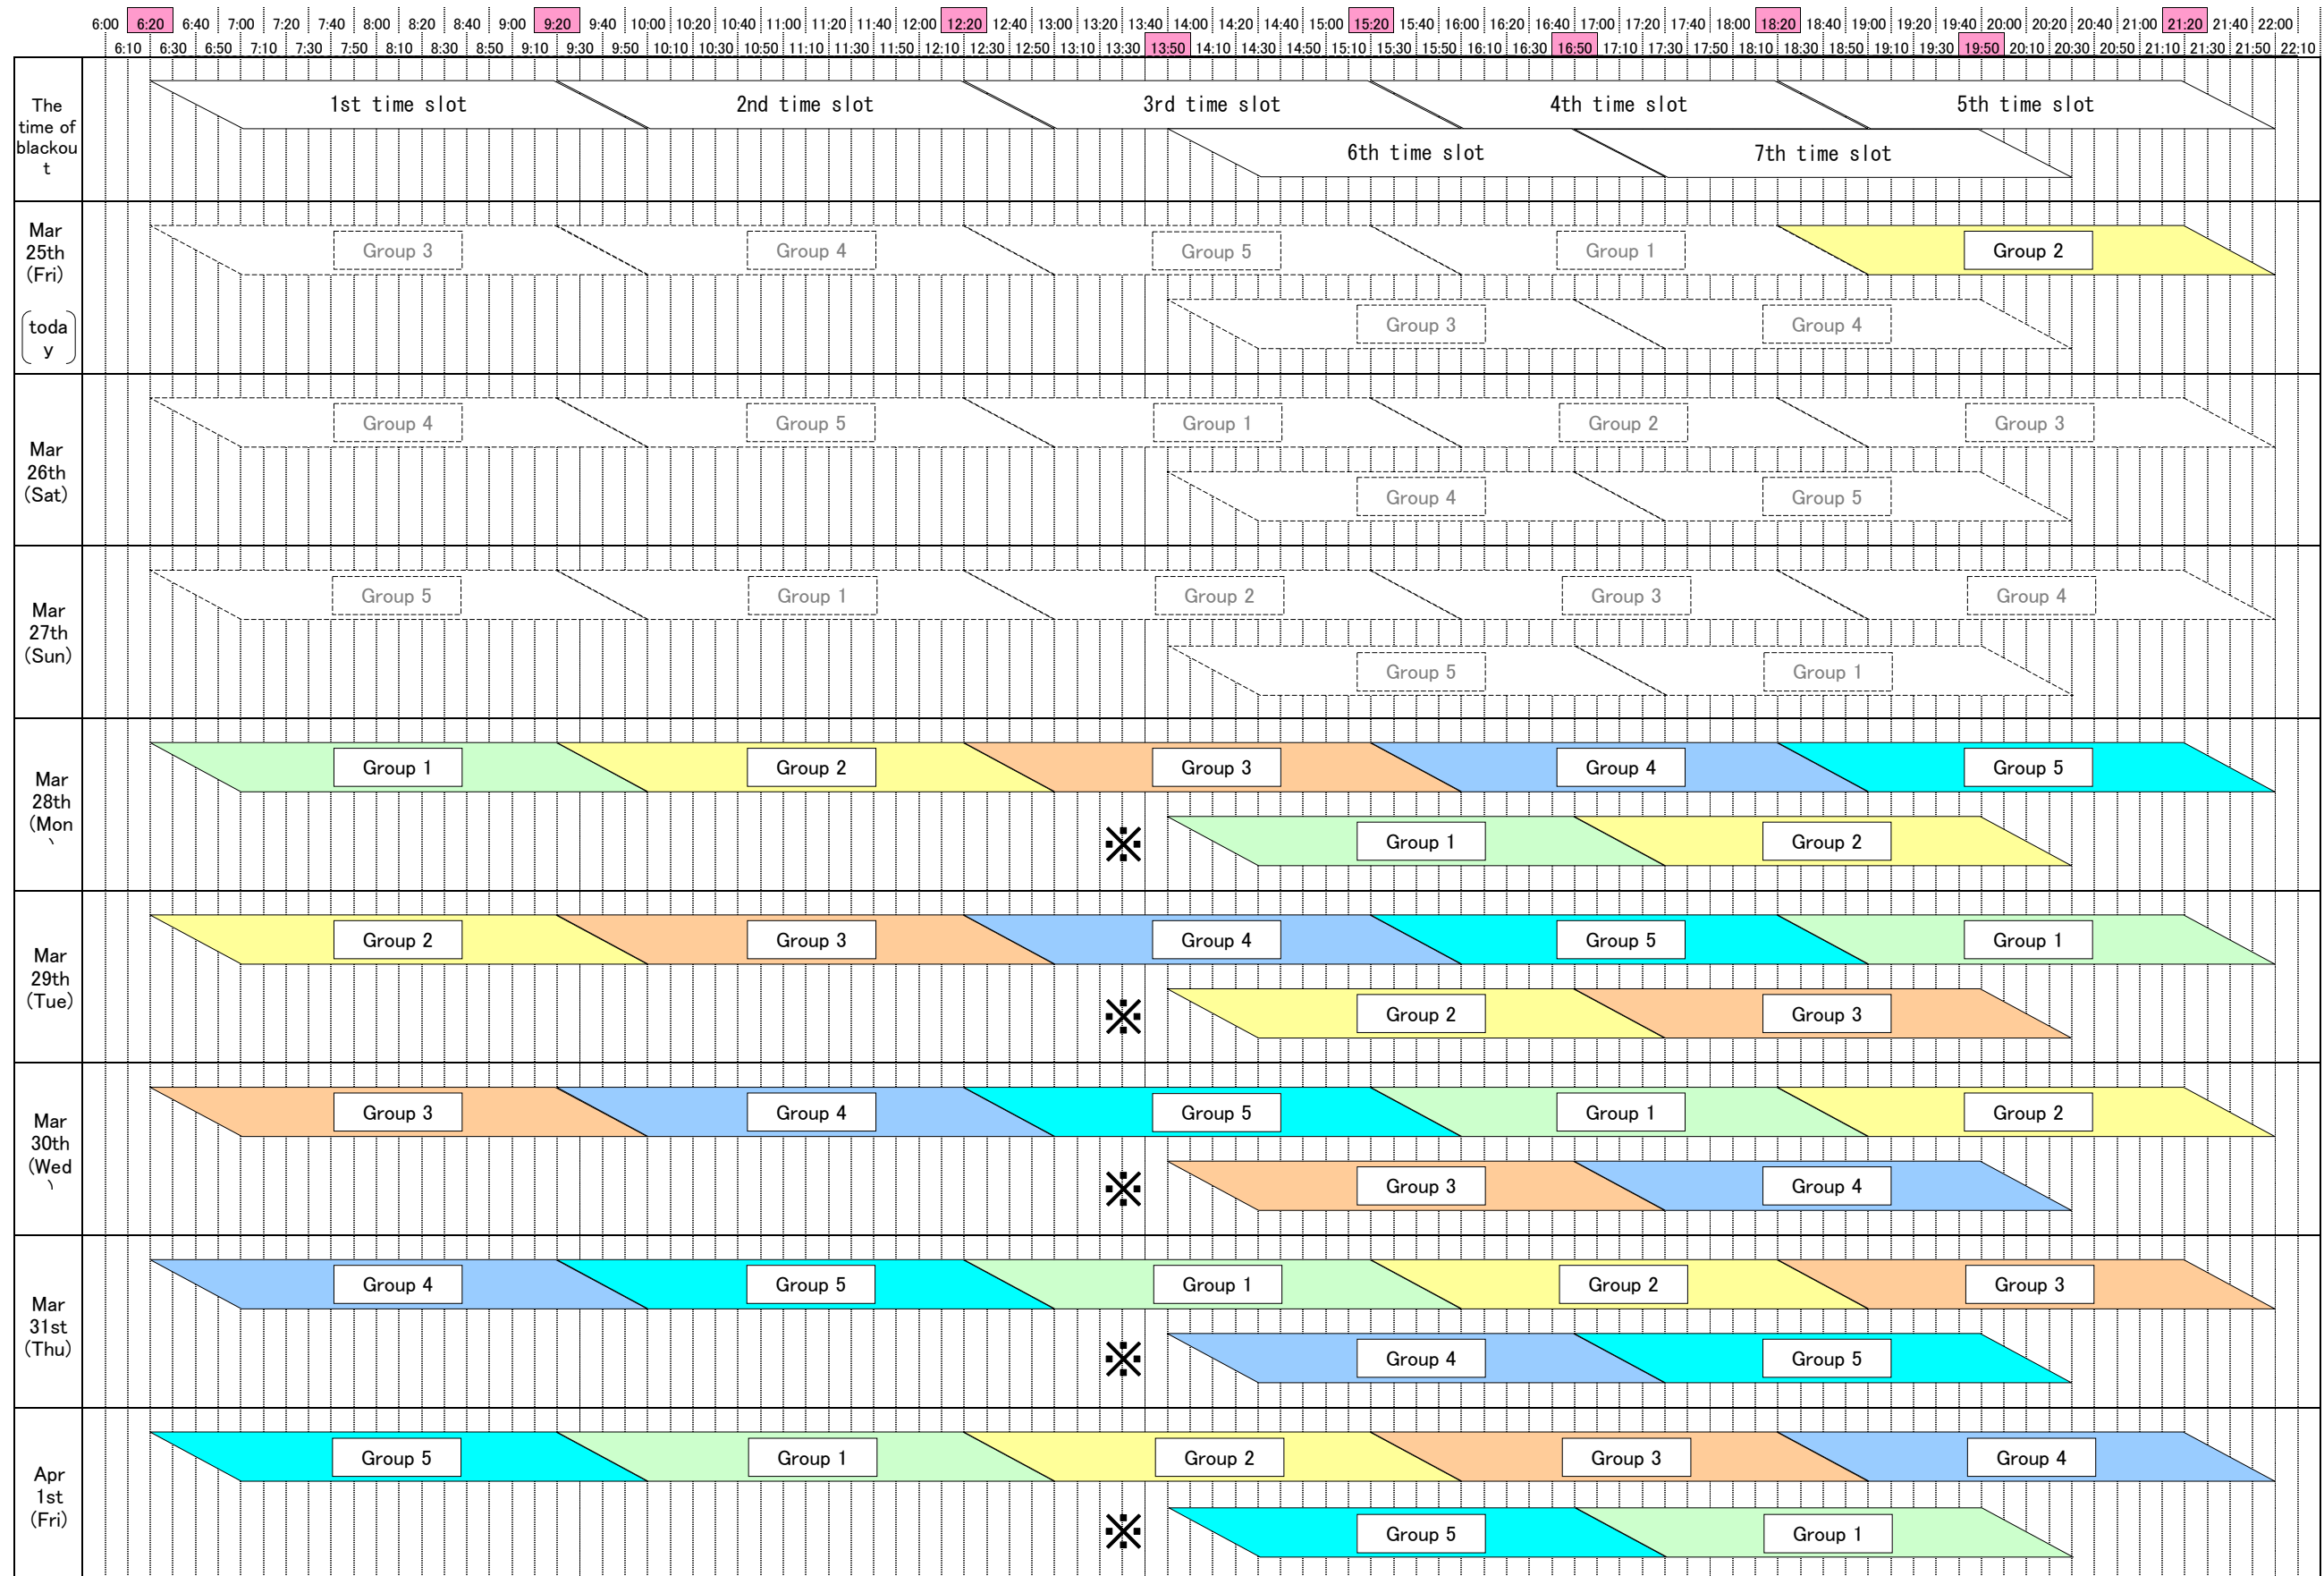 6:00 6:20 6:40 7:00 7:20 7:40 8:00 8:20 8:40 9:00 9:20 9:40 10:00 10:20 10:40 11:00 11:20 11:40 12:00 12:20 12:40 13:00 13:20 13:40 14:00 14:20 14:40 15:00 15:20 15:40 16:00 16:20 16:40 17:00 17:20 17:40 18:00 18:20 18:40 19:00 19:20 19:40 20:00 20:20 20:40 21:00 21:20 21:40 22:00
6:10 6:30 6:50 7:10 7:30 7:50 8:10 8:30 8:50 9:10 9:30 9:50 10:10 10:30 10:50 11:10 11:30 11:50 12:10 12:30 12:50 13:10 13:30 13:50 14:10 14:30 14:50 15:10 15:30 15:50 16:10 16:30 16:50 17:10 17:30 17:50 18:10 18:30 18:50 19:10 19:30 19:50 20:10 20:30 20:50 21:10 21:30 21:50 22:10
The
time of
blackou
t
1st time slot 2nd time slot 3rd time slot 4th time slot 5th time slot
6th time slot 7th time slot
Mar
25th
(Fri)
toda
y
Group 3 Group 4 Group 5 Group 1 Group 2
Group 3 Group 4
Mar
26th
(Sat)
Group 4 Group 5 Group 1 Group 2 Group 3
Group 4 Group 5
Mar
27th
(Sun)
Group 5 Group 1 Group 2 Group 3 Group 4
Group 5 Group 1
Mar
28th
(Mon
)
Group 1 Group 2 Group 3 Group 4 Group 5
※ Group 1 Group 2
Mar
29th
(Tue)
Group 2 Group 3 Group 4 Group 5 Group 1
※ Group 2 Group 3
Mar
30th
(Wed
)
Group 3 Group 4 Group 5 Group 1 Group 2
※ Group 3 Group 4
Mar
31st
(Thu)
Group 4 Group 5 Group 1 Group 2 Group 3
※ Group 4 Group 5
Apr
1st
(Fri)
Group 5 Group 1 Group 2 Group 3 Group 4
※ Group 5 Group 1